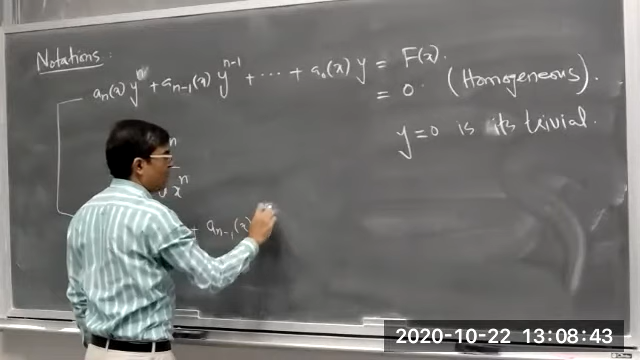 Notations:
aₙ(x) yⁿ + aₙ₋₁(x) yⁿ⁻¹ + ··· + a₀(x) y = F(x).
= 0. (Homogeneous).
y=0 is its trivial.
n
xⁿ
+ aₙ₋₁(x)
2020-10-22 13:08:43